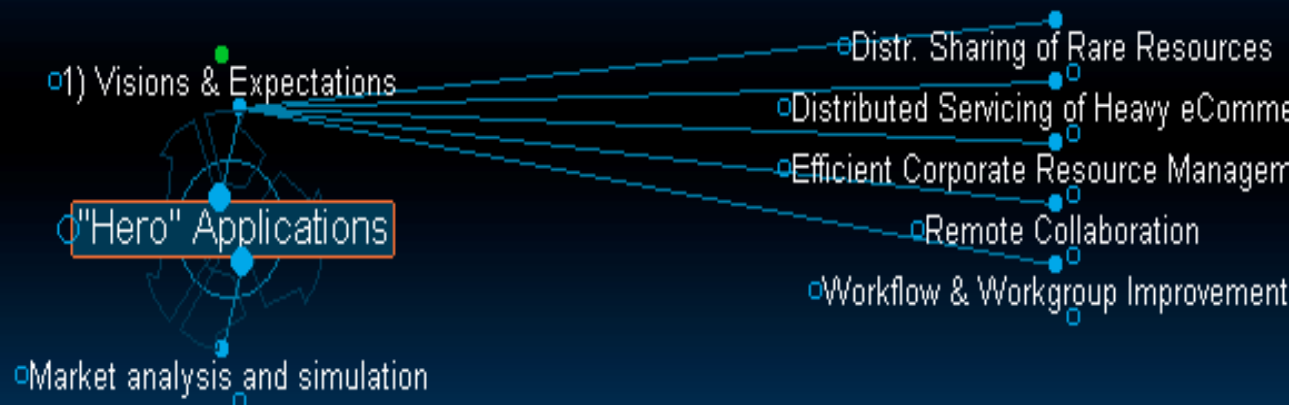 1) Visions & Expectations
"Hero" Applications
Market analysis and simulation
Distr. Sharing of Rare Resources
Distributed Servicing of Heavy eComme
Efficient Corporate Resource Managem
Remote Collaboration
Workflow & Workgroup Improvement